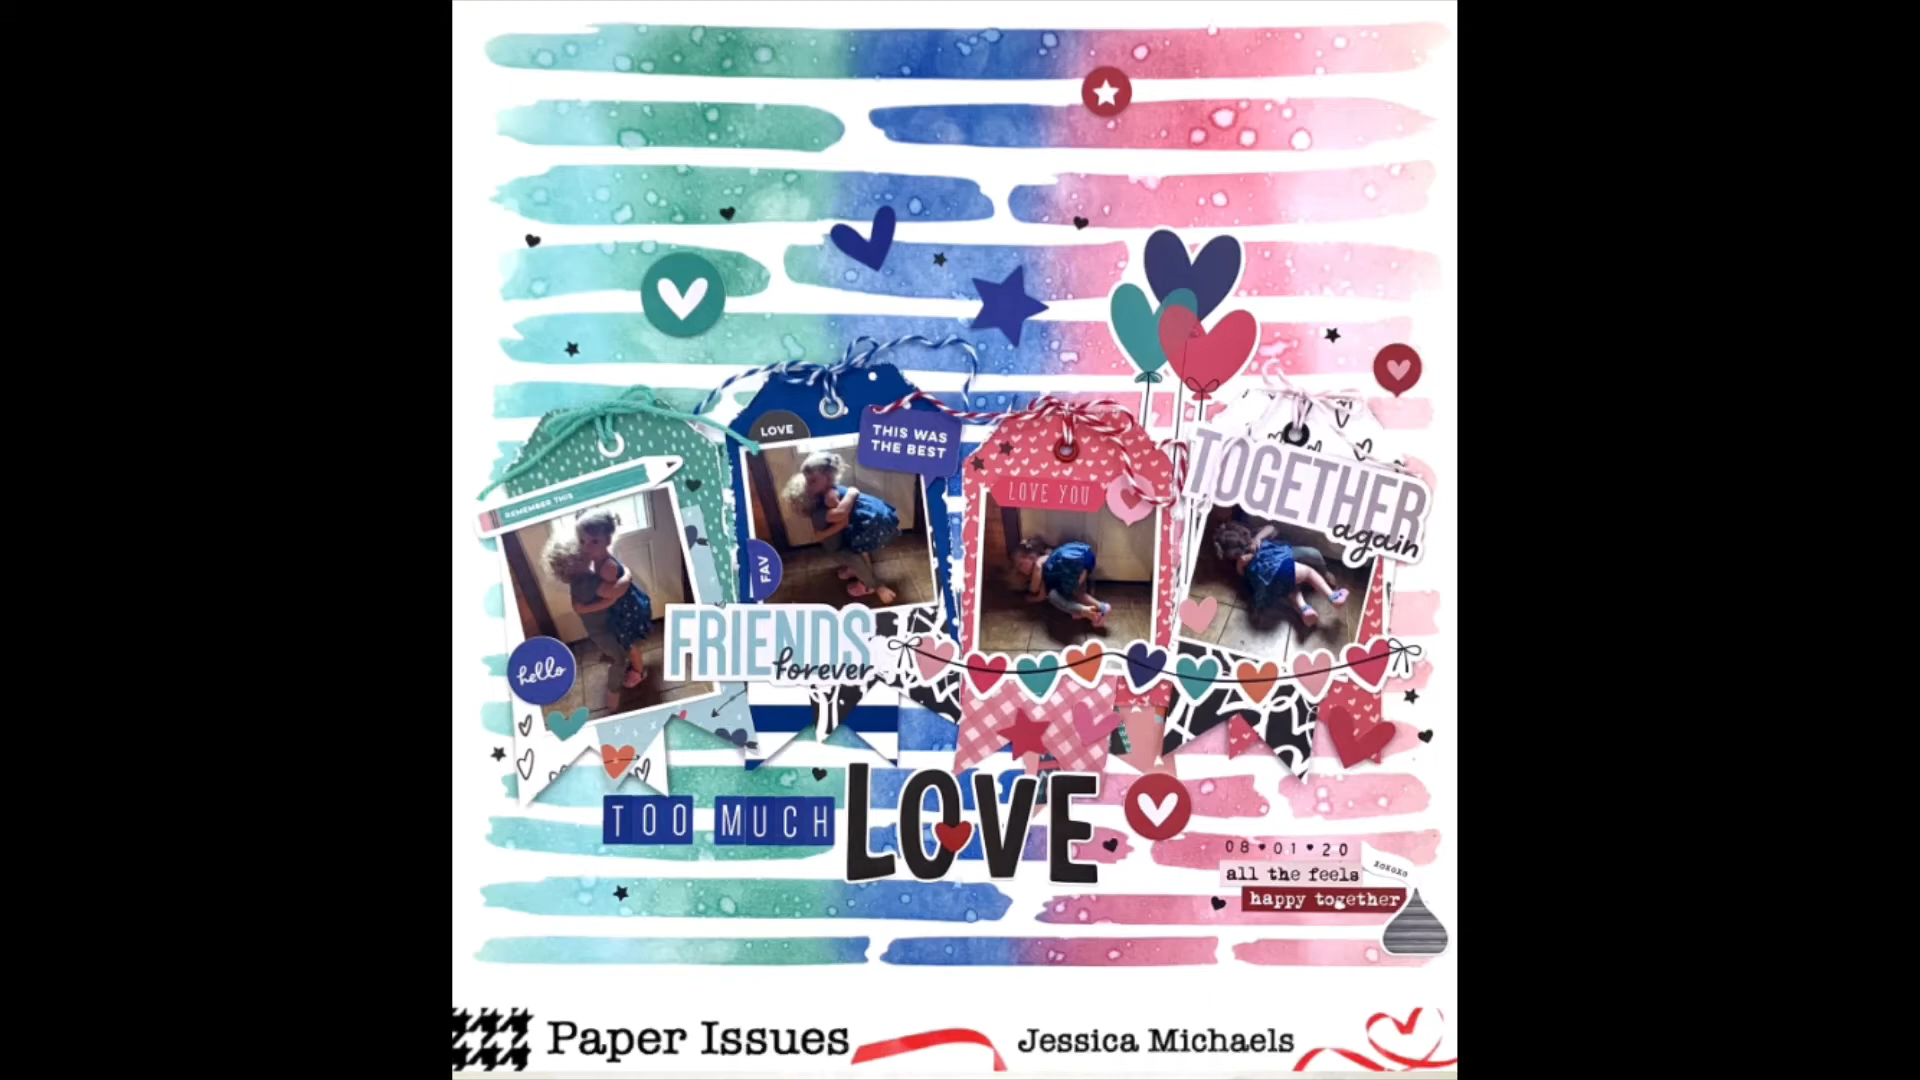 LOVE
THIS WAS
THE BEST
TOGETHER
again
REMEMBER THIS
LOVE YOU
FAV
FRIENDS
forever
hello
TOO MUCH
LOVE
08 01 20
xoxoxo
all the feels
happy together
Paper Issues
Jessica Michaels